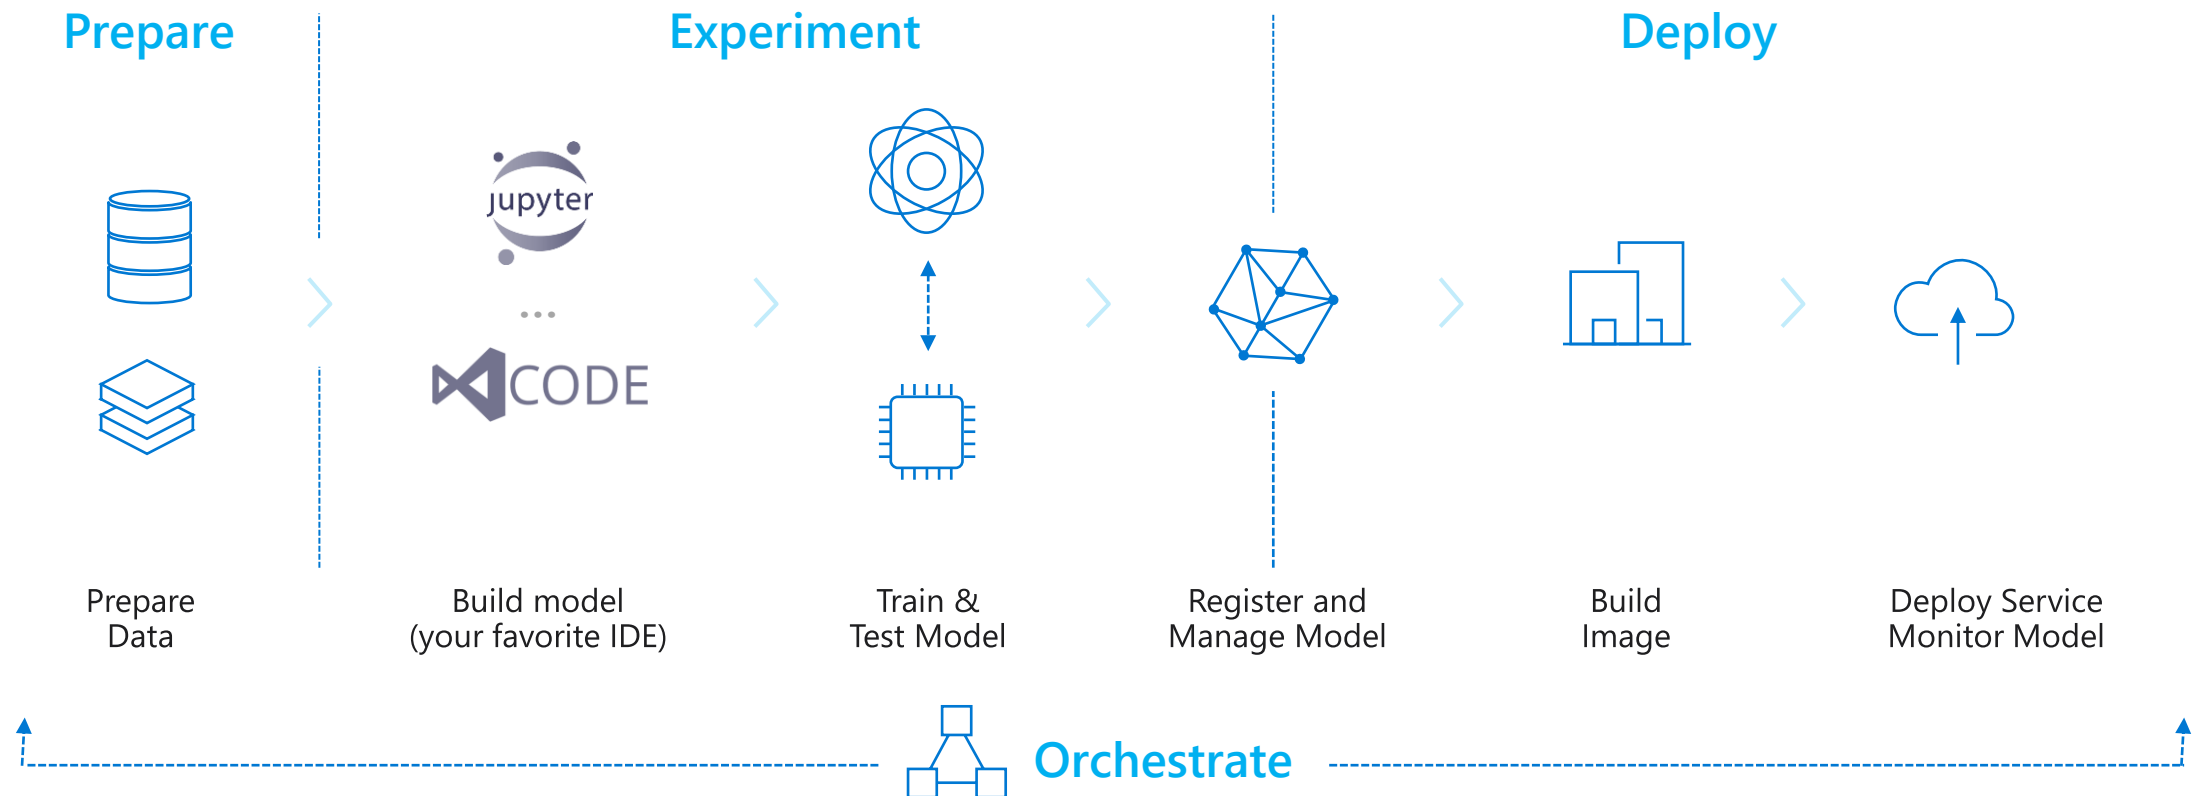 Prepare
Experiment
Deploy
jupyter
CODE
Prepare
Data
Build model
(your favorite IDE)
Train &
Test Model
Register and
Manage Model
Build
Image
Deploy Service
Monitor Model
Orchestrate